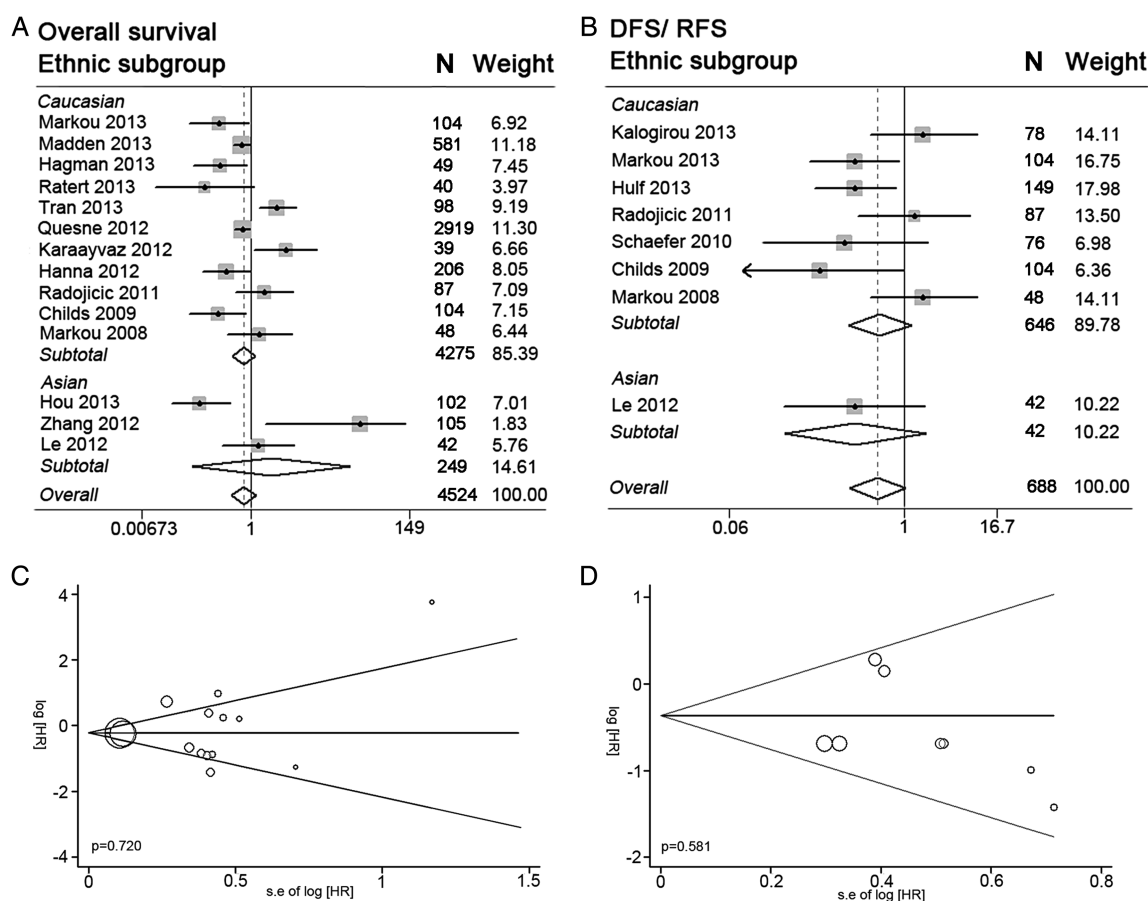 A Overall survival
Ethnic subgroup N Weight
Caucasian
Markou 2013 104 6.92
Madden 2013 581 11.18
Hagman 2013 49 7.45
Ratert 2013 40 3.97
Tran 2013 98 9.19
Quesne 2012 2919 11.30
Karaayvaz 2012 39 6.66
Hanna 2012 206 8.05
Radojicic 2011 87 7.09
Childs 2009 104 7.15
Markou 2008 48 6.44
Subtotal 4275 85.39
Asian
Hou 2013 102 7.01
Zhang 2012 105 1.83
Le 2012 42 5.76
Subtotal 249 14.61
Overall 4524 100.00
0.00673 1 149
B DFS/ RFS
Ethnic subgroup N Weight
Caucasian
Kalogirou 2013 78 14.11
Markou 2013 104 16.75
Hulf 2013 149 17.98
Radojicic 2011 87 13.50
Schaefer 2010 76 6.98
Childs 2009 104 6.36
Markou 2008 48 14.11
Subtotal 646 89.78
Asian
Le 2012 42 10.22
Subtotal 42 10.22
Overall 688 100.00
0.06 1 16.7
C
4
2
0
-2
-4
log [HR]
p=0.720
0 0.5 1 1.5
s.e of log [HR]
D
1
0
-1
-2
log [HR]
p=0.581
0 0.2 0.4 0.6 0.8
s.e of log [HR]